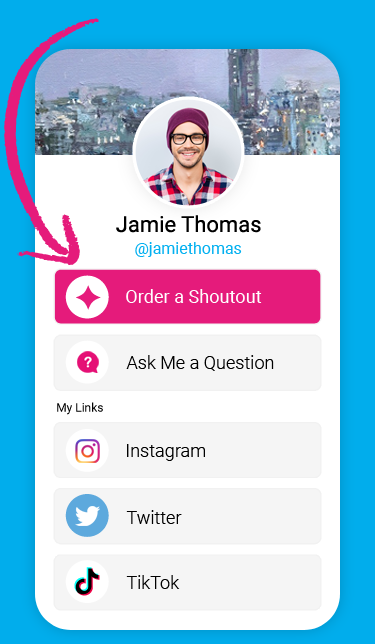 Jamie Thomas
@jamiethomas
Order a Shoutout
?
Ask Me a Question
My Links
Instagram
Twitter
TikTok